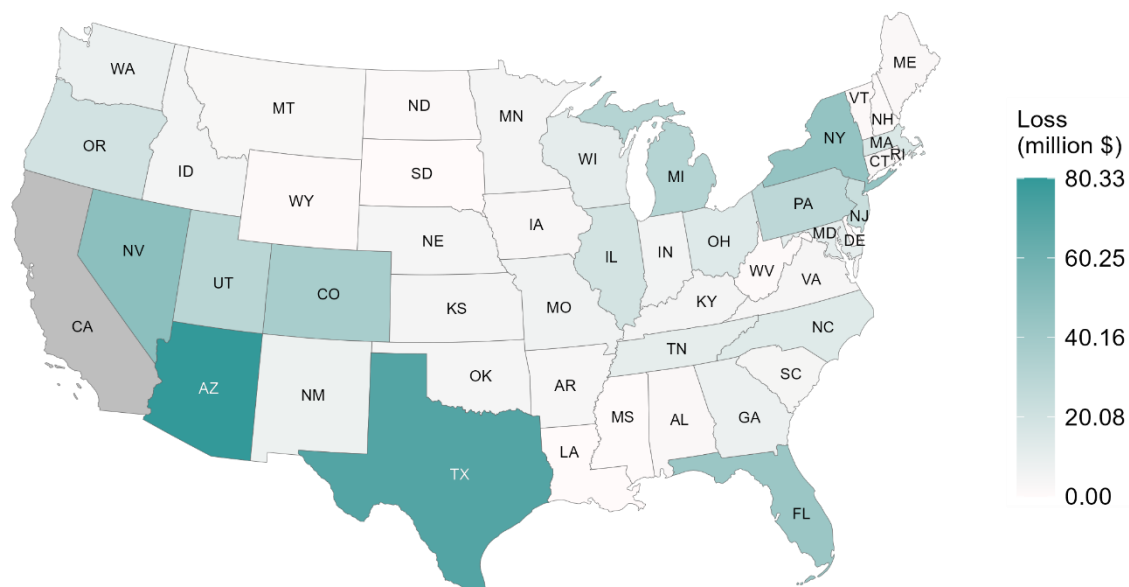 WA
MT
ND
MN
ME
VT
NH
OR
ID
SD
WI
NY
MA
CT
RI
WY
MI
IA
PA
NJ
NV
NE
OH
MD
DE
UT
CO
IL
IN
WV
VA
CA
KS
MO
KY
NC
TN
AZ
NM
OK
AR
SC
MS
AL
GA
TX
LA
FL
Loss
(million $)
80.33
60.25
40.16
20.08
0.00